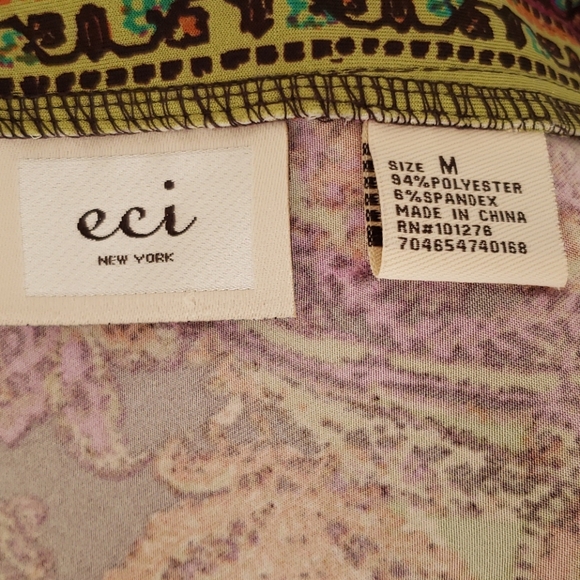 eci
NEW YORK
SIZE M
94%POLYESTER
6%SPANDEX
MADE IN CHINA
RN#101276
704654740168